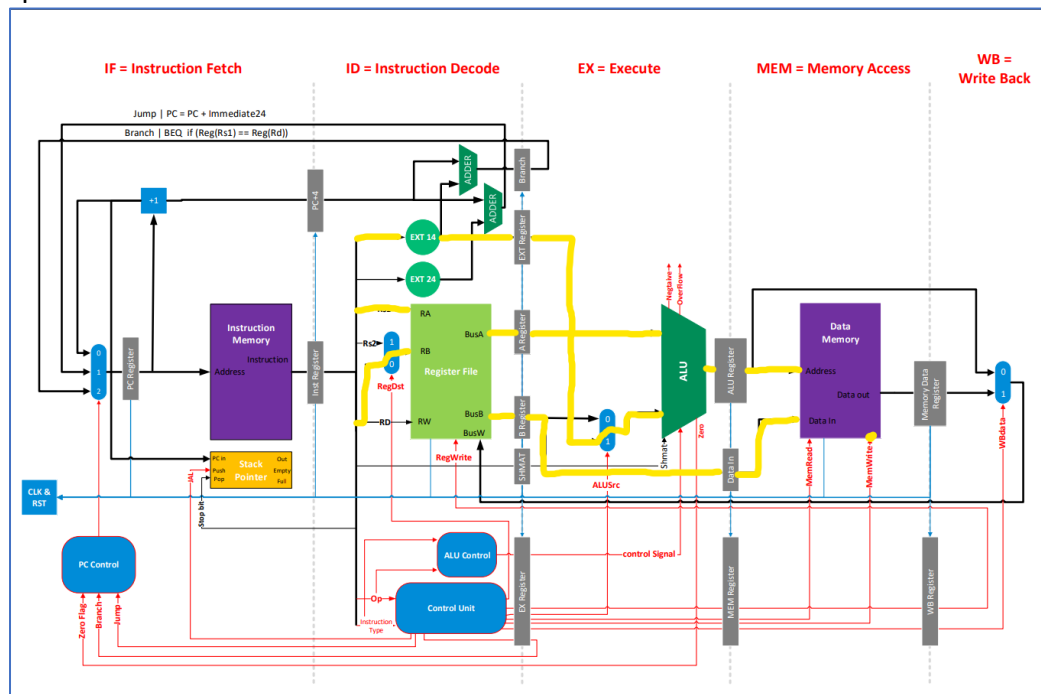 IF = Instruction Fetch
ID = Instruction Decode
EX = Execute
MEM = Memory Access
WB =
Write Back
Jump | PC = PC + Immediate24
Branch | BEQ if (Reg(Rs1) == Reg(Rd))
ADDER
ADDER
Branch
+1
PC+4
EXT 14
EXT 24
EXT Register
Negtaive
OverFlow
Instruction
Memory
Instruction
Address
RA
BusA
Rs2
1
RB
0
RegDst
Register File
BusB
RD
RW
BusW
RegWrite
A Register
B Register
SHMAT
ALU
Zero
Shmat
0
1
ALUSrc
ALU Register
Data
Memory
Address
Data out
Data In
Data In
MemRead
MemWrite
Memory Data
Register
0
1
WBdata
0
1
2
PC Register
Inst Register
PC In
Out
Push
Empty
Pop
Full
Stack
Pointer
JAL
Stop bit
CLK &
RST
PC Control
Zero Flag
Branch
Jump
ALU Control
control Signal
Op
Control Unit
Instruction
Type
EX Register
MEM Register
WB Register